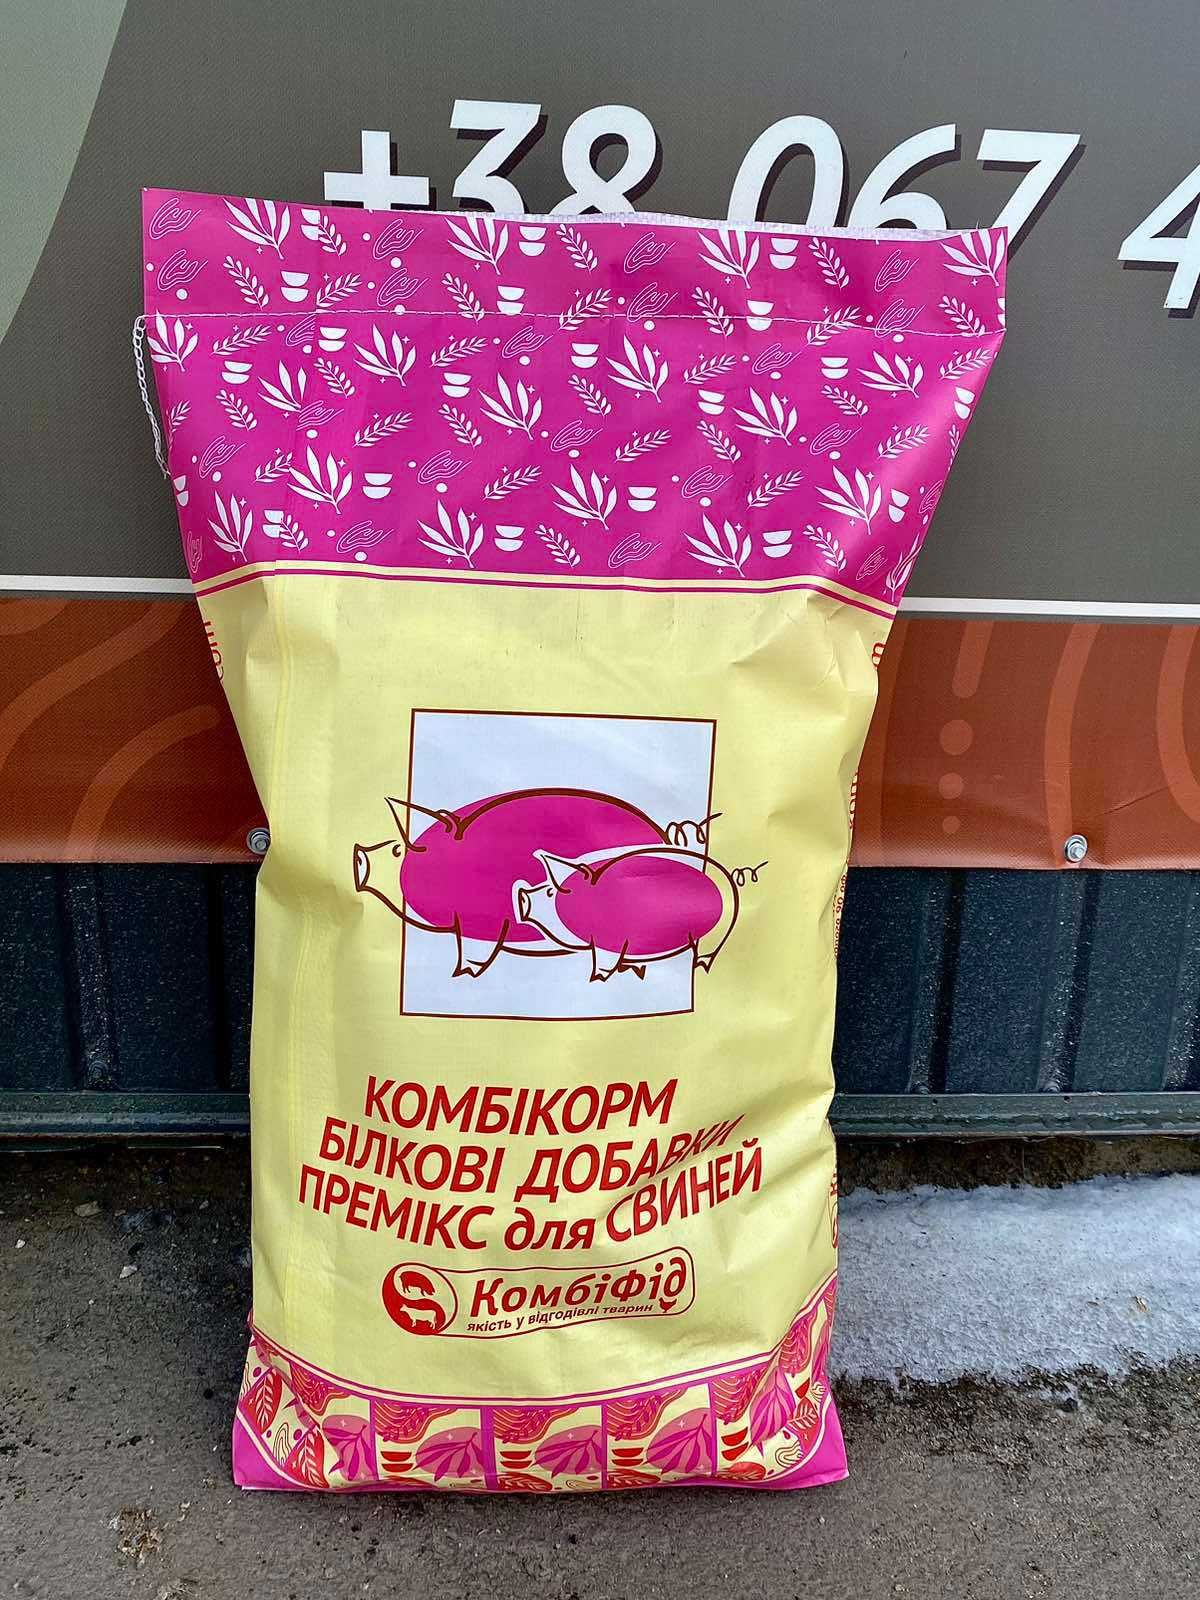 +38 067 4
КОМБІКОРМ
БІЛКОВІ ДОБАВКИ
ПРЕМІКС для СВИНЕЙ
КомбіФід
якість у відгодівлі тварин